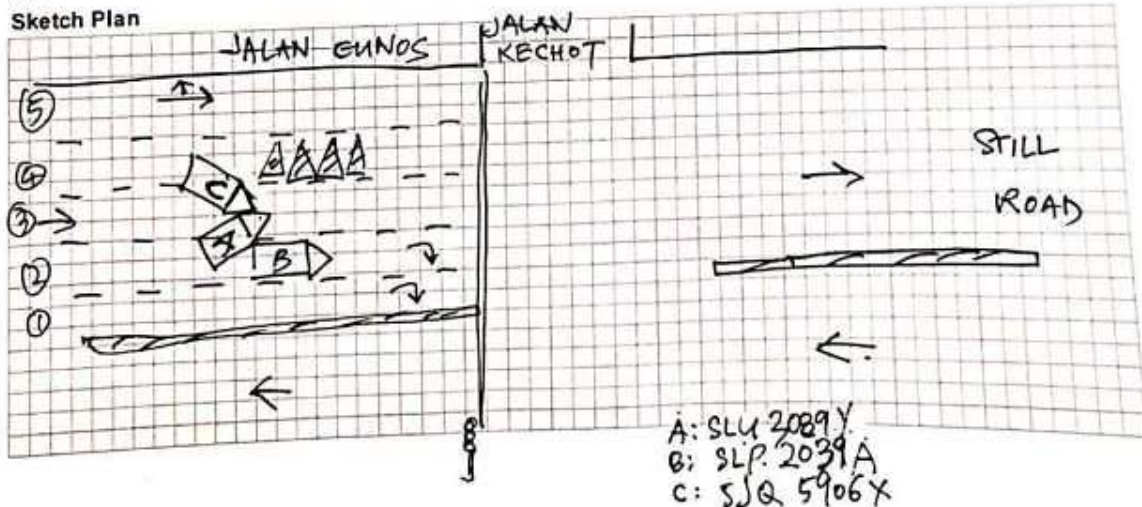 Sketch Plan
JALAN EUNOS
JALAN
KECHOT
5
4
3
2
1
C
A
B
STILL
ROAD
A: SLU 2089Y
B: SLP. 2039A
C: SJQ 5906X